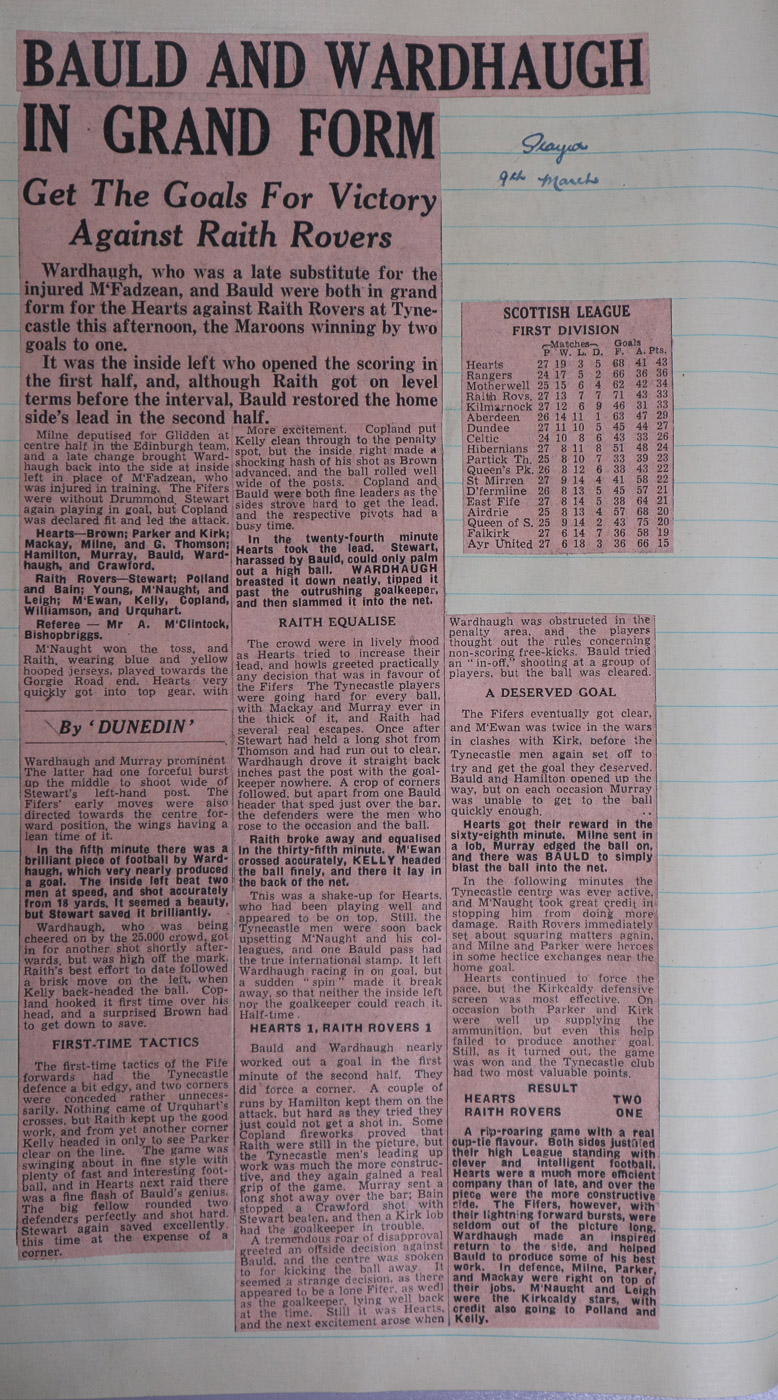 BAULD AND WARDHAUGH
IN GRAND FORM
Get The Goals For Victory
Against Raith Rovers
Wardhaugh, who was a late substitute for the
injured M'Fadzean, and Bauld were both in grand
form for the Hearts against Raith Rovers at Tyne-
castle this afternoon, the Maroons winning by two
goals to one.
It was the inside left who opened the scoring in
the first half, and, although Raith got on level
terms before the interval, Bauld restored the home
side's lead in the second half.
Milne deputised for Glidden at
centre half in the Edinburgh team,
and a late change brought Ward-
haugh back into the side at inside
left in place of M'Fadzean, who
was injured in training. The Fifers
were without Drummond, Stewart
again playing in goal, but Copland
was declared fit and led the attack.
Hearts—Brown; Parker and Kirk;
Mackay, Milne, and G. Thomson;
Hamilton, Murray, Bauld, Ward-
haugh, and Crawford.
Raith Rovers—Stewart; Polland
and Bain; Young, M'Naught, and
Leigh; M'Ewan, Kelly, Copland,
Williamson, and Urquhart.
Referee — Mr A. M'Clintock,
Bishopbriggs.
M'Naught won the toss, and
Raith, wearing blue and yellow
hooped jerseys, played towards the
Gorgie Road end. Hearts very
quickly got into top gear, with
By 'DUNEDIN'
Wardhaugh and Murray prominent
The latter had one forceful burst
up the middle to shoot wide of
Stewart's left-hand post. The
Fifers' early moves were also
directed towards the centre for-
ward position, the wings having a
lean time of it.
In the fifth minute there was a
brilliant piece of football by Ward-
haugh, which very nearly produced
a goal. The inside left beat two
men at speed, and shot accurately
from 18 yards. It seemed a beauty,
but Stewart saved it brilliantly.
Wardhaugh, who was being
cheered on by the 25,000 crowd, got
in for another shot shortly after-
wards, but was high off the mark.
Raith's best effort to date followed
a brisk move on the left, when
Kelly back-headed the ball. Cop-
land hooked it first time over his
head, and a surprised Brown had
to get down to save.
FIRST-TIME TACTICS
The first-time tactics of the Fife
forwards had the Tynecastle
defence a bit edgy, and two corners
were conceded rather unneces-
sarily. Nothing came of Urquhart's
crosses, but Raith kept up the good
work, and from yet another corner
Kelly headed in only to see Parker
clear on the line. The game was
swinging about in fine style with
plenty of fast and interesting foot-
ball, and in Hearts next raid there
was a fine flash of Bauld's genius.
The big fellow rounded two
defenders perfectly and shot hard.
Stewart again saved excellently,
this time at the expense of a
corner.
More excitement. Copland put
Kelly clean through to the penalty
spot, but the inside right made a
shocking hash of his shot as Brown
advanced, and the ball rolled well
wide of the posts. Copland and
Bauld were both fine leaders as the
sides strove hard to get the lead,
and the respective pivots had a
busy time.
In the twenty-fourth minute
Hearts took the lead. Stewart,
harassed by Bauld, could only palm
out a high ball. WARDHAUGH
breasted it down neatly, tipped it
past the outrushing goalkeeper,
and then slammed it into the net.
RAITH EQUALISE
The crowd were in lively mood
as Hearts tried to increase their
lead, and howls greeted practically
any decision that was in favour of
the Fifers The Tynecastle players
were going hard for every ball,
with Mackay and Murray ever in
the thick of it, and Raith had
several real escapes. Once after
Stewart had held a long shot from
Thomson and had run out to clear,
Wardhaugh drove it straight back
inches past the post with the goal-
keeper nowhere. A crop of corners
followed, but apart from one Bauld
header that sped just over the bar,
the defenders were the men who
rose to the occasion and the ball.
Raith broke away and equalised
in the thirty-fifth minute. M'Ewan
crossed accurately, KELLY headed
the ball finely, and there it lay in
the back of the net.
This was a shake-up for Hearts,
who had been playing well and
appeared to be on top. Still, the
Tynecastle men were soon back
upsetting M'Naught and his col-
leagues, and one Bauld pass had
the true international stamp. It left
Wardhaugh racing in on goal, but
a sudden "spin" made it break
away, so that neither the inside left
nor the goalkeeper could reach it.
Half-time.
HEARTS 1, RAITH ROVERS 1
Bauld and Wardhaugh nearly
worked out a goal in the first
minute of the second half. They
did force a corner. A couple of
runs by Hamilton kept them on the
attack, but hard as they tried they
just could not get a shot in. Some
Copland fireworks proved that
Raith were still in the picture, but
the Tynecastle men's leading up
work was much the more construc-
tive, and they again gained a real
grip of the game. Murray sent a
long shot away over the bar; Bain
stopped a Crawford shot with
Stewart beaten, and then a Kirk lob
had the goalkeeper in trouble.
A tremendous roar of disapproval
greeted an offside decision against
Bauld, and the centre was spoken
to for kicking the ball away. It
seemed a strange decision, as there
appeared to be a lone Fifer, as well
as the goalkeeper, lying well back
at the time. Still it was Hearts,
and the next excitement arose when
9th March
SCOTTISH LEAGUE
FIRST DIVISION
Matches Goals
P. W. L. D. F. A. Pts.
Hearts 27 19 3 5 68 41 43
Rangers 24 17 5 2 66 36 36
Motherwell 25 15 6 4 62 42 34
Raith Rovs. 27 13 7 7 71 43 33
Kilmarnock 27 12 6 9 46 31 33
Aberdeen 26 14 11 1 63 47 29
Dundee 27 11 10 5 45 44 27
Celtic 24 10 8 6 43 33 26
Hibernians 27 8 11 8 51 48 24
Partick Th. 25 8 10 7 33 39 23
Queen's Pk. 26 8 12 6 38 43 22
St Mirren 27 9 14 4 41 58 22
D'fermline 26 8 13 5 45 57 21
East Fife 27 8 14 5 38 64 21
Airdrie 25 8 13 4 57 68 20
Queen of S. 25 9 14 2 43 75 20
Falkirk 27 6 14 7 36 58 19
Ayr United 27 6 18 3 36 66 15
Wardhaugh was obstructed in the
penalty area, and the players
thought out the rules concerning
non-scoring free-kicks. Bauld tried
an "in-off," shooting at a group of
players, but the ball was cleared.
A DESERVED GOAL
The Fifers eventually got clear,
and M'Ewan was twice in the wars
in clashes with Kirk, before the
Tynecastle men again set off to
try and get the goal they deserved.
Bauld and Hamilton opened up the
way, but on each occasion Murray
was unable to get to the ball
quickly enough.
Hearts got their reward in the
sixty-eighth minute. Milne sent in
a lob, Murray edged the ball on,
and there was BAULD to simply
blast the ball into the net.
In the following minutes the
Tynecastle centre was ever active,
and M'Naught took great credit in
stopping him from doing more
damage. Raith Rovers immediately
set about squaring matters again,
and Milne and Parker were heroes
in some hectice exchanges near the
home goal.
Hearts continued to force the
pace, but the Kirkcaldy defensive
screen was most effective. On
occasion both Parker and Kirk
were well up supplying the
ammunition, but even this help
failed to produce another goal.
Still, as it turned out, the game
was won and the Tynecastle club
had two most valuable points.
RESULT
HEARTS TWO
RAITH ROVERS ONE
A rip-roaring game with a real
cup-tie flavour. Both sides justified
their high League standing with
clever and intelligent football.
Hearts were a much more efficient
company than of late, and over the
piece were the more constructive
side. The Fifers, however, with
their lightning forward bursts, were
seldom out of the picture long.
Wardhaugh made an inspired
return to the side, and helped
Bauld to produce some of his best
work. In defence, Milne, Parker,
and Mackay were right on top of
their jobs. M'Naught and Leigh
were the Kirkcaldy stars, with
credit also going to Polland and
Kelly.